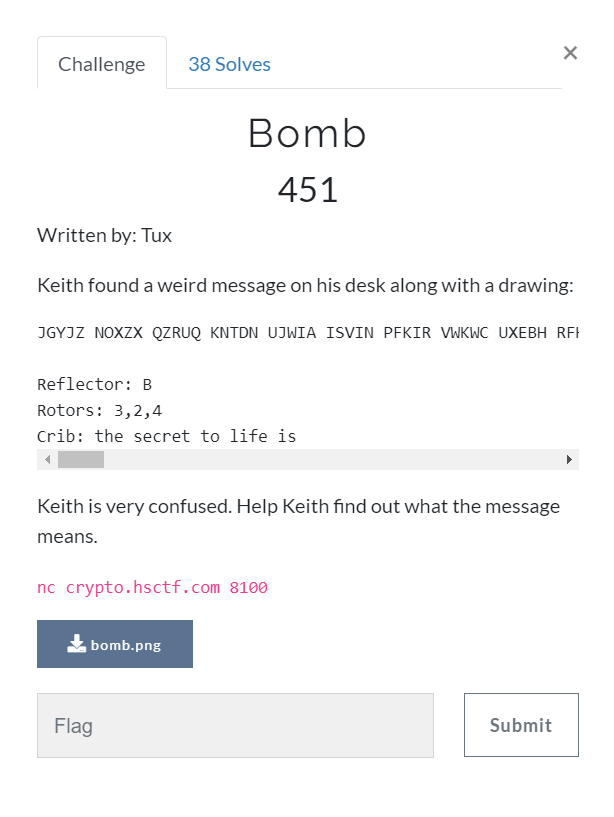 Challenge
38 Solves
×
Bomb
451
Written by: Tux
Keith found a weird message on his desk along with a drawing:
JGYJZ NOXZX QZRUQ KNTDN UJWIA ISVIN PFKIR VWKWC UXEBH
Reflector: B
Rotors: 3,2,4
Crib: the secret to life is
Keith is very confused. Help Keith find out what the message
means.
nc crypto.hsctf.com 8100
bomb.png
Flag
Submit